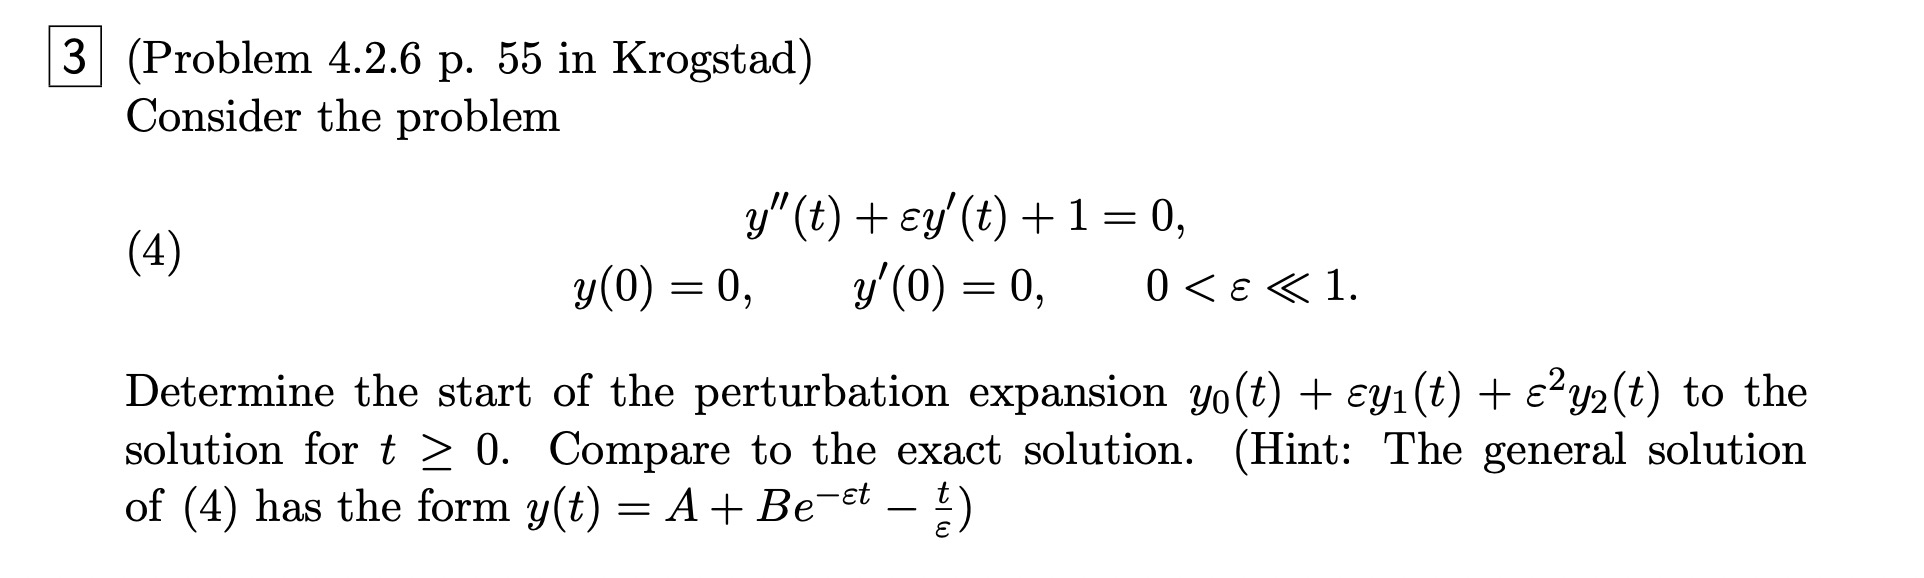 3 (Problem 4.2.6 p. 55 in Krogstad)
Consider the problem
y″(t) + εy′(t) + 1 = 0,
(4)
y(0) = 0, y′(0) = 0, 0 < ε ≪ 1.
Determine the start of the perturbation expansion y₀(t) + εy₁(t) + ε²y₂(t) to the
solution for t ≥ 0. Compare to the exact solution. (Hint: The general solution
of (4) has the form y(t) = A + Be^{−εt} − t/ε)